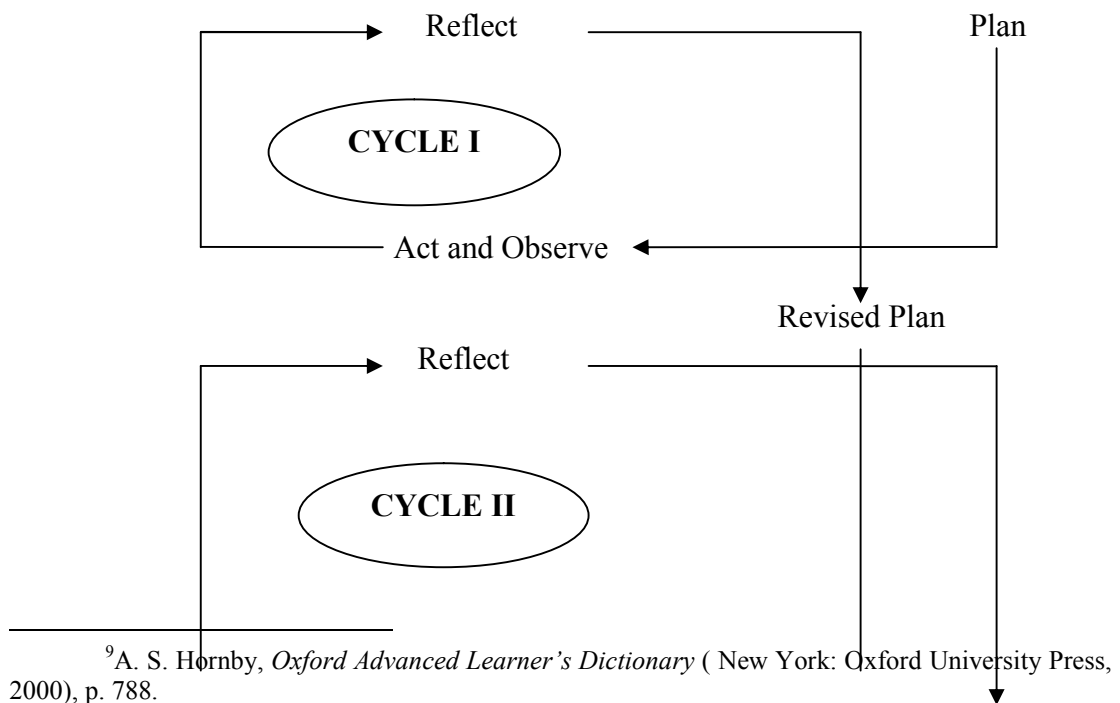 Reflect Plan
CYCLE I
Act and Observe
Revised Plan
Reflect
CYCLE II
⁹A. S. Hornby, Oxford Advanced Learner’s Dictionary ( New York: Oxford University Press,
2000), p. 788.